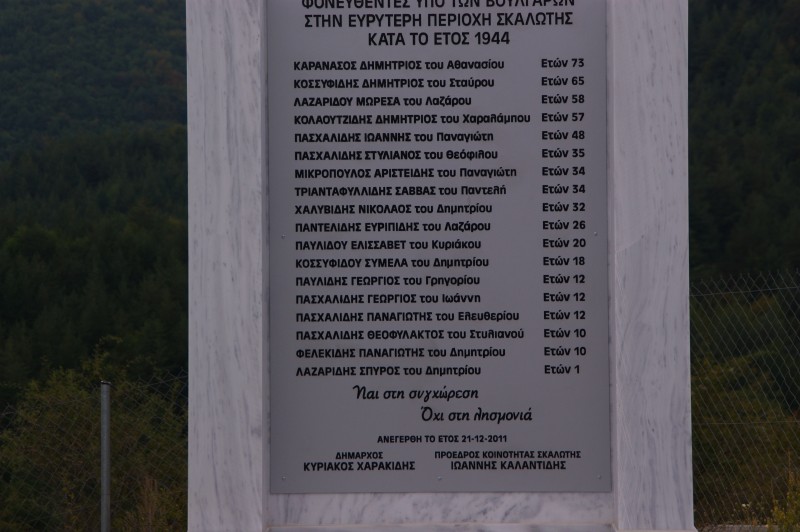 ΦΟΝΕΥΘΕΝΤΕΣ ΥΠΟ ΤΩΝ ΒΟΥΛΓΑΡΩΝ
ΣΤΗΝ ΕΥΡΥΤΕΡΗ ΠΕΡΙΟΧΗ ΣΚΑΛΩΤΗΣ
ΚΑΤΑ ΤΟ ΕΤΟΣ 1944
ΚΑΡΑΝΑΣΟΣ ΔΗΜΗΤΡΙΟΣ του Αθανασίου Ετών 73
ΚΟΣΣΥΦΙΔΗΣ ΔΗΜΗΤΡΙΟΣ του Σταύρου Ετών 65
ΛΑΖΑΡΙΔΟΥ ΜΩΡΕΣΑ του Λαζάρου Ετών 58
ΚΟΛΑΟΥΤΖΙΔΗΣ ΔΗΜΗΤΡΙΟΣ του Χαραλάμπου Ετών 57
ΠΑΣΧΑΛΙΔΗΣ ΙΩΑΝΝΗΣ του Παναγιώτη Ετών 48
ΠΑΣΧΑΛΙΔΗΣ ΣΤΥΛΙΑΝΟΣ του Θεόφιλου Ετών 35
ΜΙΚΡΟΠΟΥΛΟΣ ΑΡΙΣΤΕΙΔΗΣ του Παναγιώτη Ετών 34
ΤΡΙΑΝΤΑΦΥΛΛΙΔΗΣ ΣΑΒΒΑΣ του Παντελή Ετών 34
ΧΑΛΥΒΙΔΗΣ ΝΙΚΟΛΑΟΣ του Δημητρίου Ετών 32
ΠΑΝΤΕΛΙΔΗΣ ΕΥΡΙΠΙΔΗΣ του Λαζάρου Ετών 26
ΠΑΥΛΙΔΟΥ ΕΛΙΣΣΑΒΕΤ του Κυριάκου Ετών 20
ΚΟΣΣΥΦΙΔΟΥ ΣΥΜΕΛΑ του Δημητρίου Ετών 18
ΠΑΥΛΙΔΗΣ ΓΕΩΡΓΙΟΣ του Γρηγορίου Ετών 12
ΠΑΣΧΑΛΙΔΗΣ ΓΕΩΡΓΙΟΣ του Ιωάννη Ετών 12
ΠΑΣΧΑΛΙΔΗΣ ΠΑΝΑΓΙΩΤΗΣ του Ελευθερίου Ετών 12
ΠΑΣΧΑΛΙΔΗΣ ΘΕΟΦΥΛΑΚΤΟΣ του Στυλιανού Ετών 10
ΦΕΛΕΚΙΔΗΣ ΠΑΝΑΓΙΩΤΗΣ του Δημητρίου Ετών 10
ΛΑΖΑΡΙΔΗΣ ΣΠΥΡΟΣ του Δημητρίου Ετών 1
Ναι στη συγχώρεση
Όχι στη λησμονιά
ΑΝΕΓΕΡΘΗ ΤΟ ΕΤΟΣ 21-12-2011
ΔΗΜΑΡΧΟΣ ΠΡΟΕΔΡΟΣ ΚΟΙΝΟΤΗΤΑΣ ΣΚΑΛΩΤΗΣ
ΚΥΡΙΑΚΟΣ ΧΑΡΑΚΙΔΗΣ ΙΩΑΝΝΗΣ ΚΑΛΑΝΤΙΔΗΣ